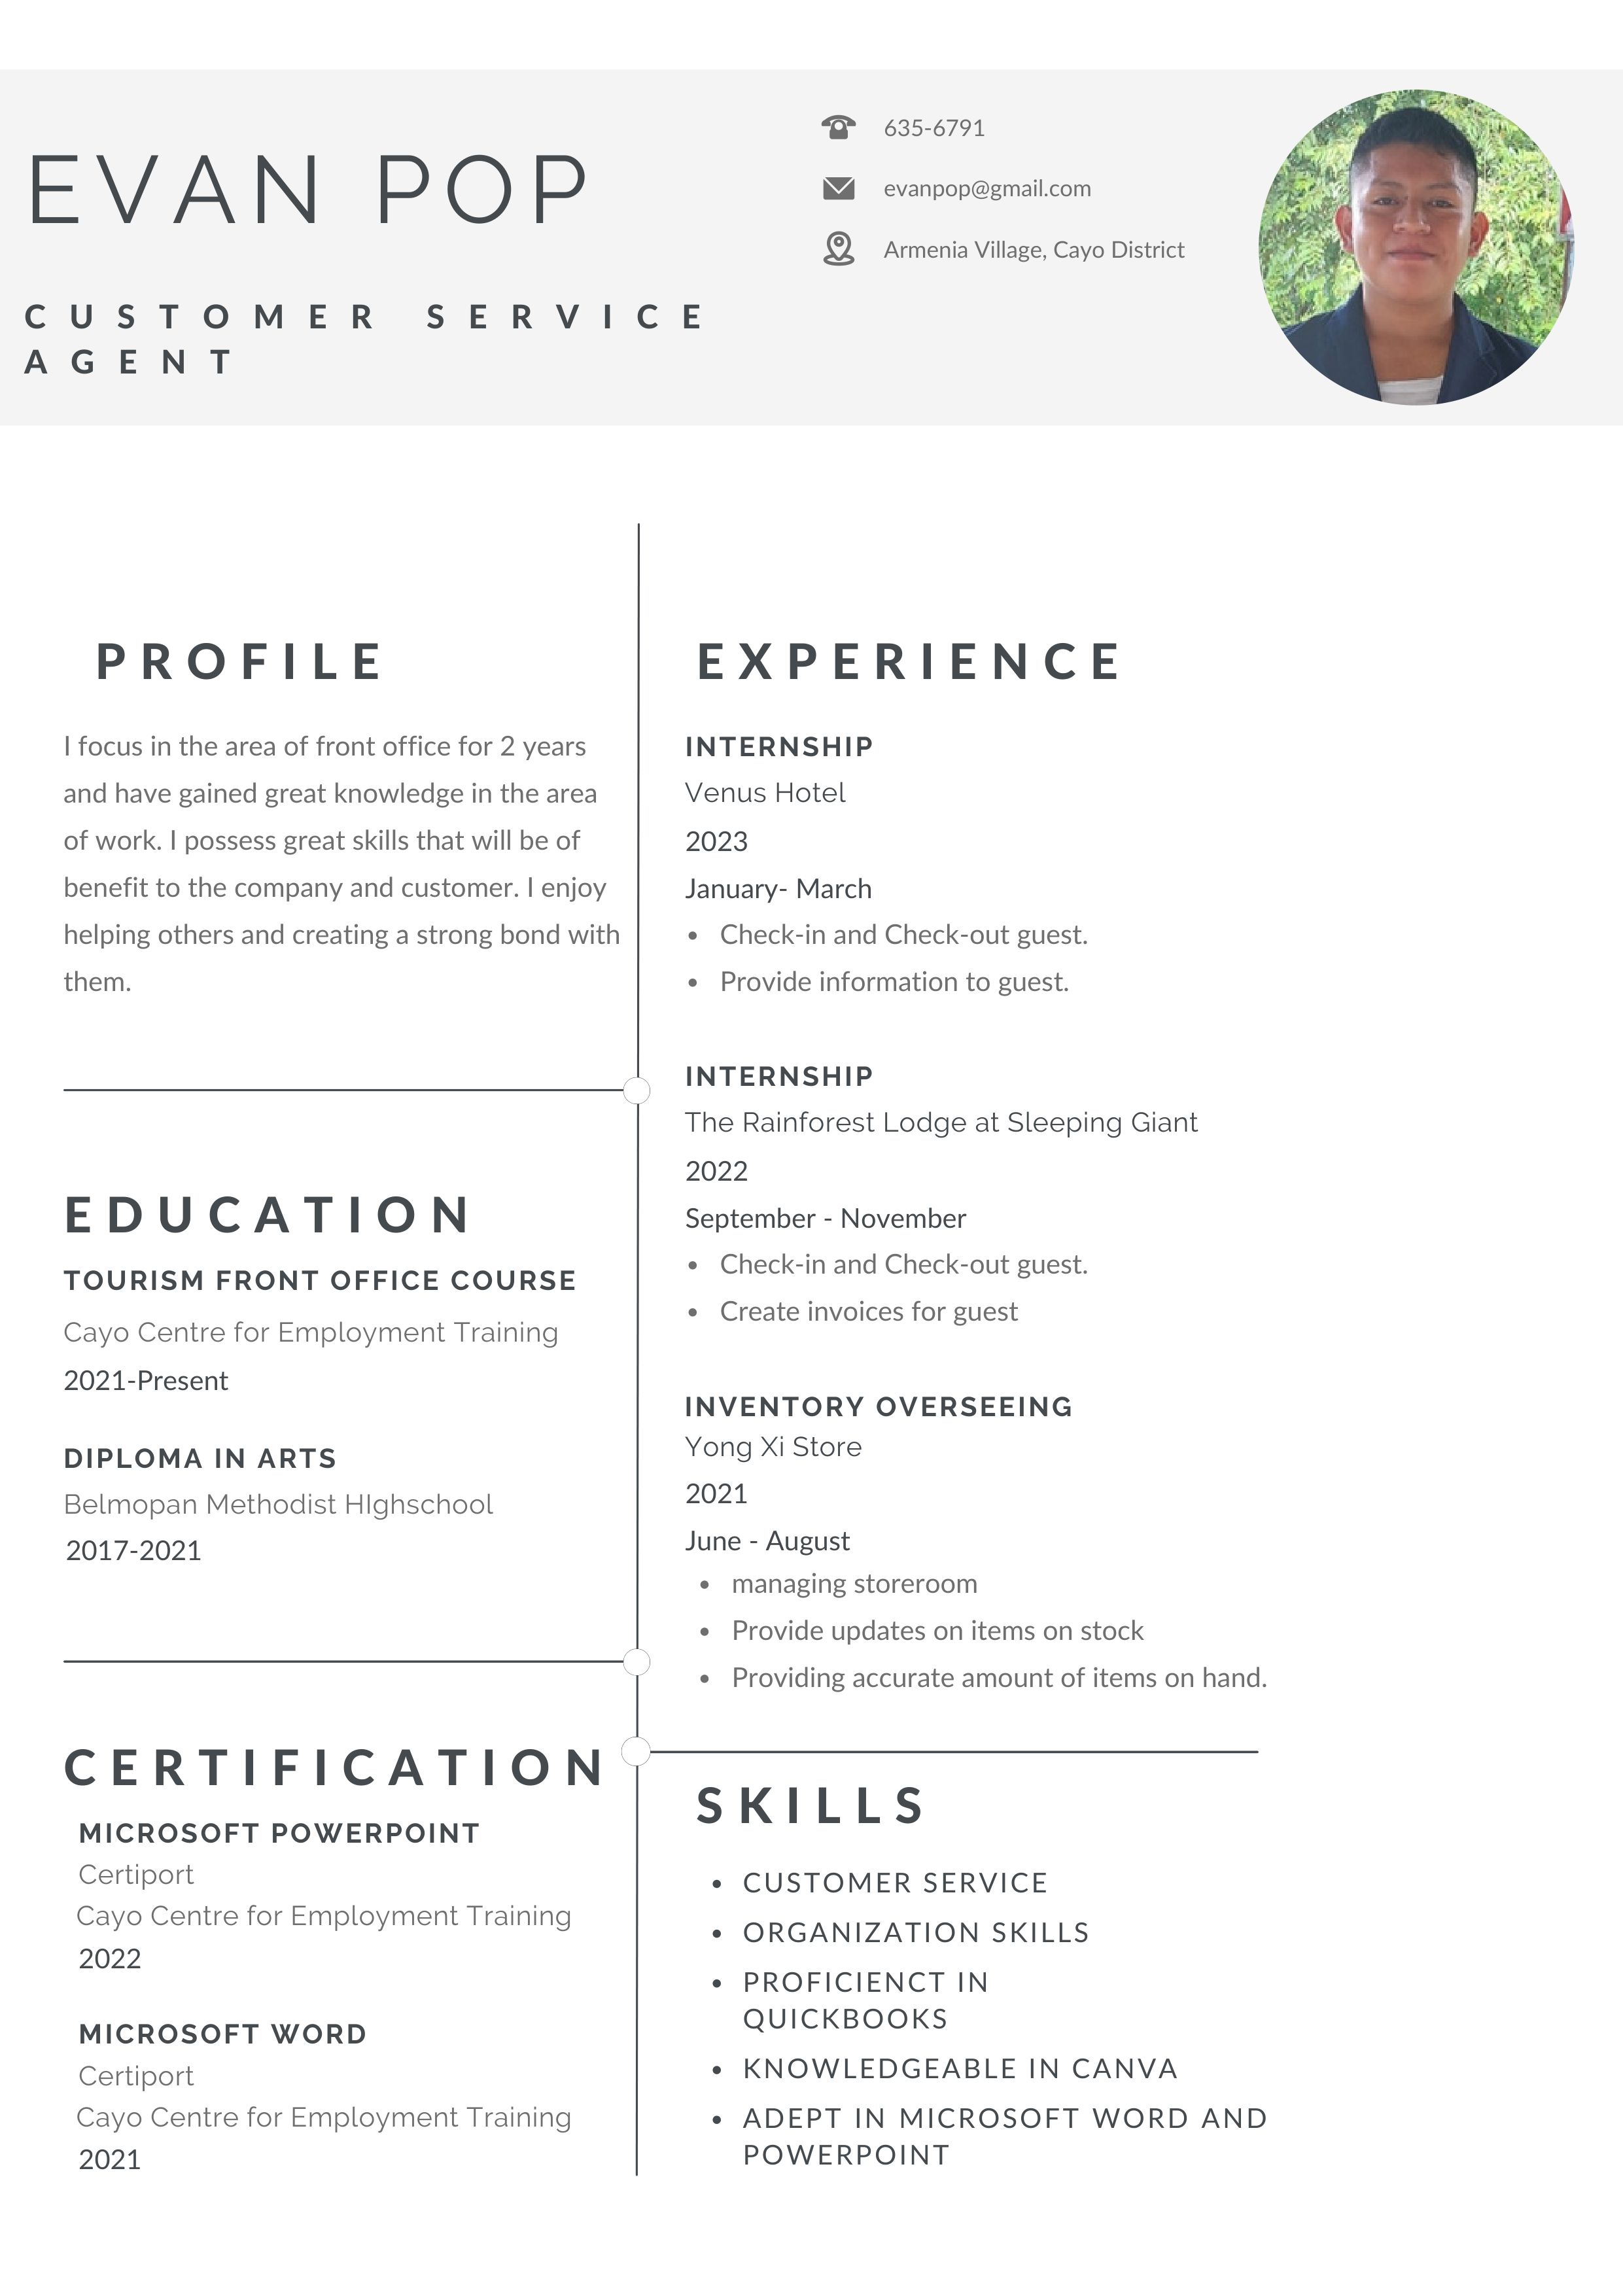 EVAN POP
CUSTOMER SERVICE
AGENT
635-6791
evanpop@gmail.com
Armenia Village, Cayo District
PROFILE
I focus in the area of front office for 2 years
and have gained great knowledge in the area
of work. I possess great skills that will be of
benefit to the company and customer. I enjoy
helping others and creating a strong bond with
them.
EDUCATION
TOURISM FRONT OFFICE COURSE
Cayo Centre for Employment Training
2021-Present
DIPLOMA IN ARTS
Belmopan Methodist HIghschool
2017-2021
CERTIFICATION
MICROSOFT POWERPOINT
Certiport
Cayo Centre for Employment Training
2022
MICROSOFT WORD
Certiport
Cayo Centre for Employment Training
2021
EXPERIENCE
INTERNSHIP
Venus Hotel
2023
January- March
• Check-in and Check-out guest.
• Provide information to guest.
INTERNSHIP
The Rainforest Lodge at Sleeping Giant
2022
September - November
• Check-in and Check-out guest.
• Create invoices for guest
INVENTORY OVERSEEING
Yong Xi Store
2021
June - August
• managing storeroom
• Provide updates on items on stock
• Providing accurate amount of items on hand.
SKILLS
• CUSTOMER SERVICE
• ORGANIZATION SKILLS
• PROFICIENCT IN
QUICKBOOKS
• KNOWLEDGEABLE IN CANVA
• ADEPT IN MICROSOFT WORD AND
POWERPOINT